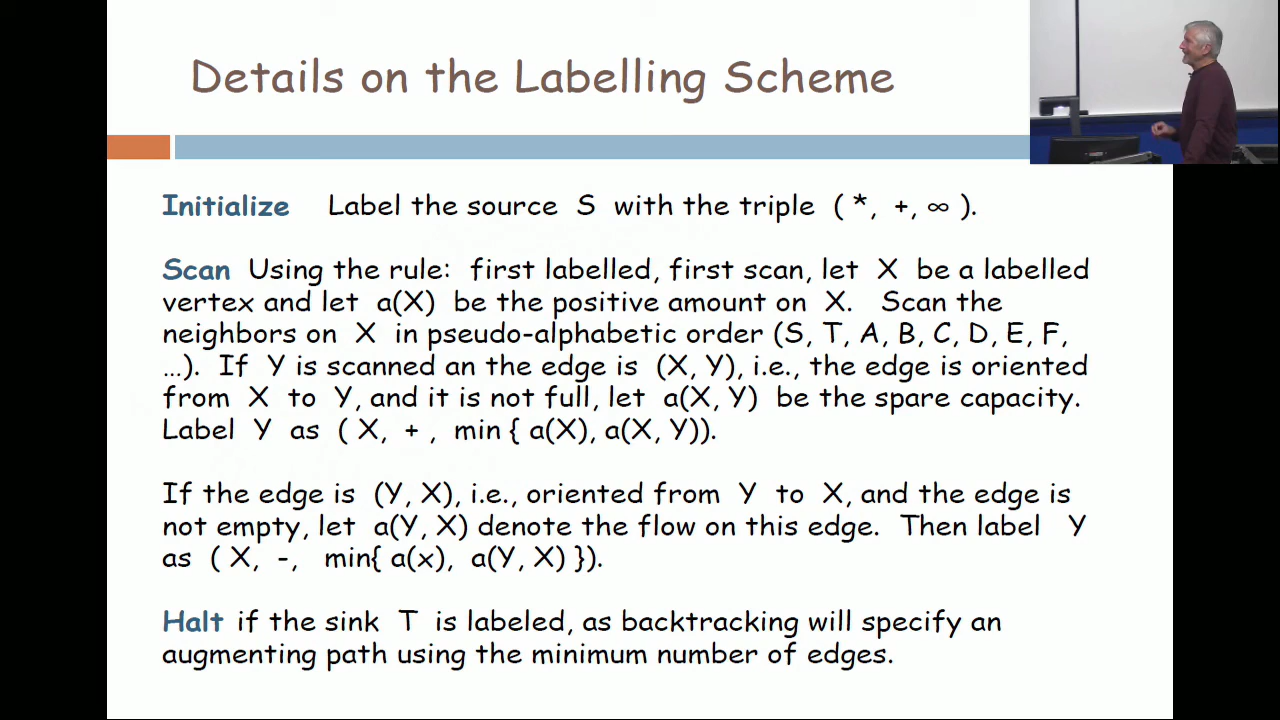 Details on the Labelling Scheme
Initialize Label the source S with the triple ( *, +, ∞ ).
Scan Using the rule: first labelled, first scan, let X be a labelled
vertex and let a(X) be the positive amount on X. Scan the
neighbors on X in pseudo-alphabetic order (S, T, A, B, C, D, E, F,
…). If Y is scanned an the edge is (X, Y), i.e., the edge is oriented
from X to Y, and it is not full, let a(X, Y) be the spare capacity.
Label Y as ( X, + , min { a(X), a(X, Y)).
If the edge is (Y, X), i.e., oriented from Y to X, and the edge is
not empty, let a(Y, X) denote the flow on this edge. Then label Y
as ( X, -, min{ a(x), a(Y, X) }).
Halt if the sink T is labeled, as backtracking will specify an
augmenting path using the minimum number of edges.